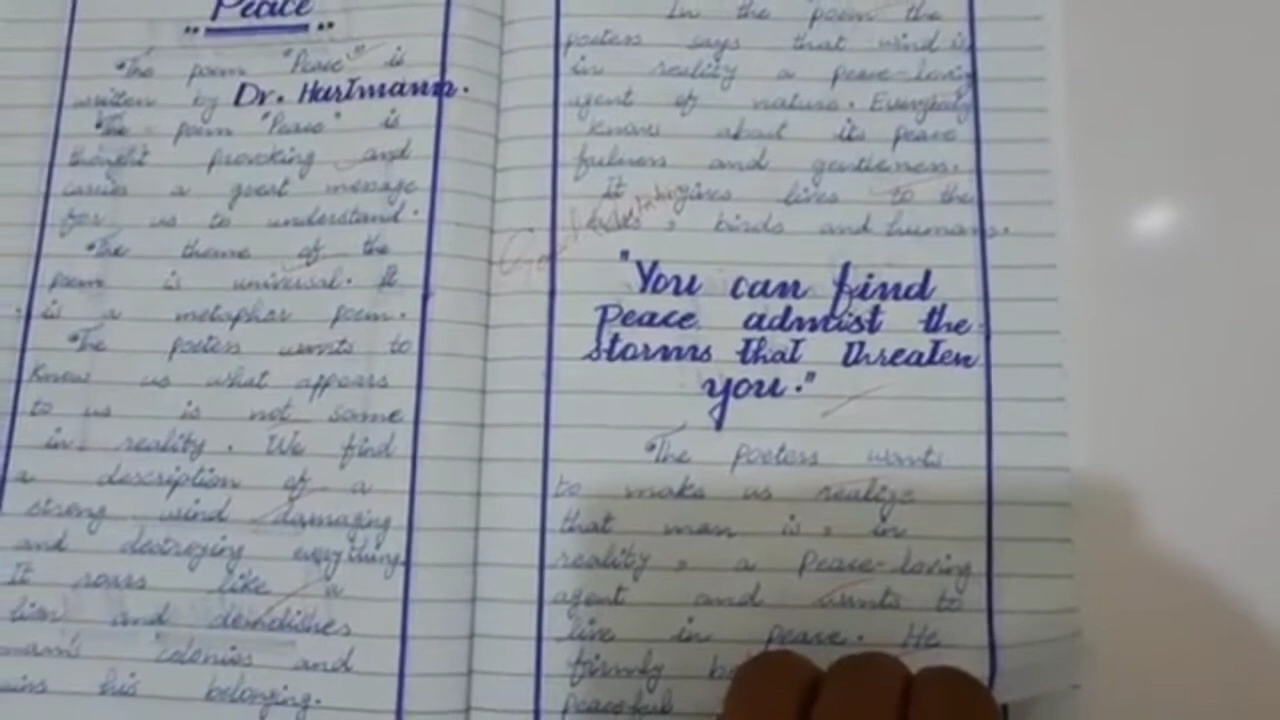 Peace
"The poem "Peace" is
written by Dr. Hartmann.
"The poem "Peace" is
thought provoking and
carries a great message
for us to understand.
"The theme of the
poem is universal. It
is a metaphor poem.
"The poetess wants to
know us what appears
to us is not same
in reality. We find
a description of a
strong wind damaging
and destroying everything.
It roars like a
lion and demolishes
man's colonies and
his belonging.
In the poem the
poetess says that wind is
in reality a peace-loving
agent of nature. Everybody
knows about its peace
fulness and gentleness.
It gives lives to the
, birds and humans.
"You can find
Peace admist the
storms that threaten
you."
"The poetess wants
to make us realize
that man is, in
reality, a Peace-loving
agent and wants to
live in peace. He
firmly
peaceful